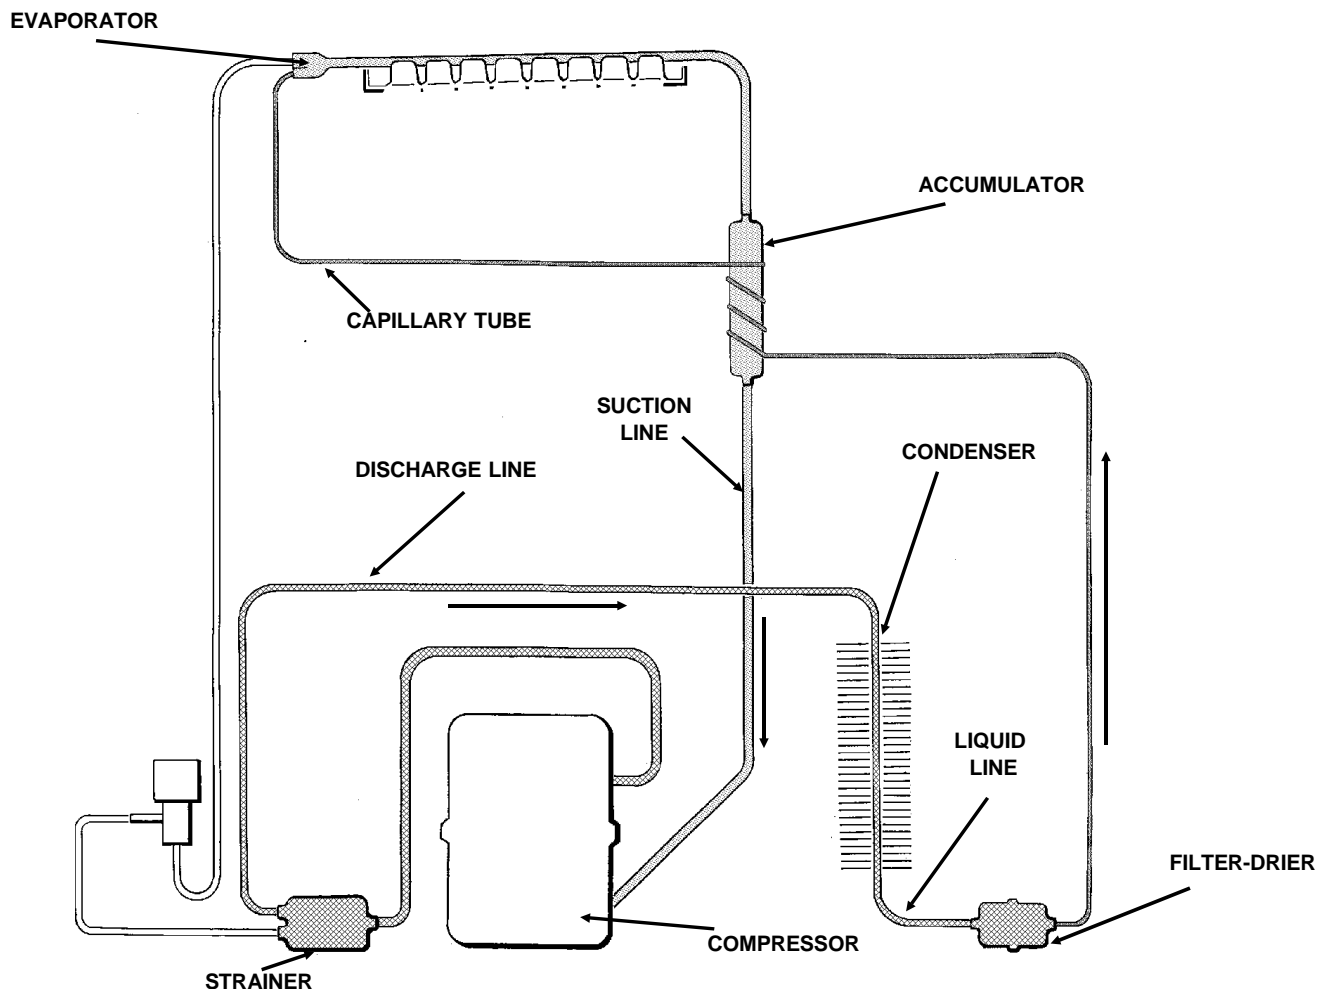 EVAPORATOR
ACCUMULATOR
CAPILLARY TUBE
SUCTION
LINE
CONDENSER
DISCHARGE LINE
LIQUID
LINE
FILTER-DRIER
COMPRESSOR
STRAINER